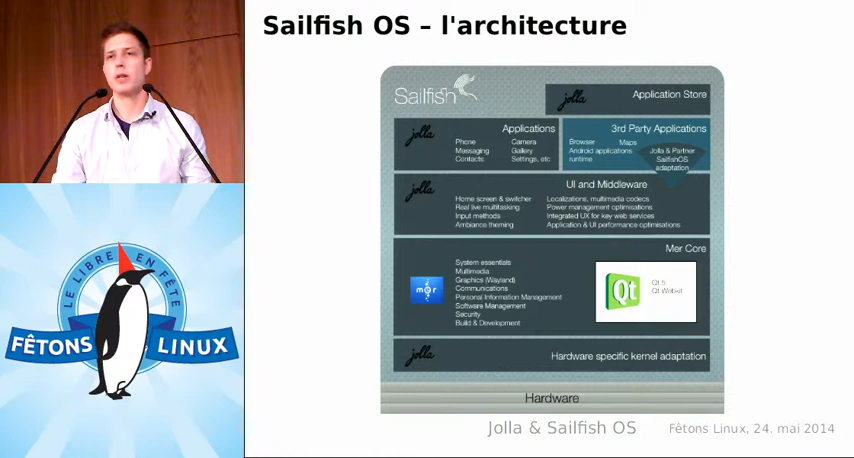 Sailfish OS – l'architecture
Sailfish
jolla
Application Store
jolla
Applications
Phone
Messaging
Contacts
Camera
Gallery
Settings, etc
3rd Party Applications
Browser
Maps
Android applications
runtime
Jolla & Partner
SailfishOS
adaptation
jolla
UI and Middleware
Home screen & switcher
Real live multitasking
Input methods
Ambiance theming
Localizations, multimedia codecs
Power management optimisations
Integrated UX for key web services
Application & UI performance optimisations
Mer Core
mer
System essentials
Multimedia
Graphics (Wayland)
Communications
Personal Information Management
Software Management
Security
Build & Development
Qt
Qt 5
Qt Webkit
jolla
Hardware specific kernel adaptation
Hardware
Jolla & Sailfish OS
Fêtons Linux, 24. mai 2014
LE LIBRE EN FÊTE
FÊTONS LINUX